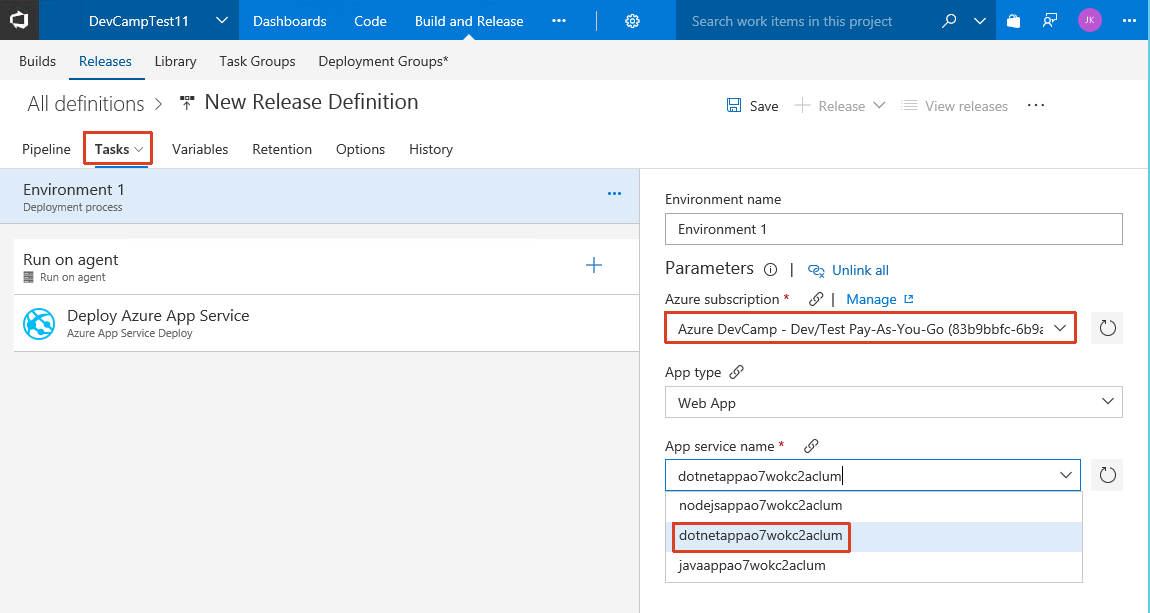 DevCampTest11 Dashboards Code Build and Release ··· Search work items in this project JK ···
Builds Releases Library Task Groups Deployment Groups*
All definitions > New Release Definition
Save Release View releases ···
Pipeline Tasks Variables Retention Options History
Environment 1 ···
Deployment process
Run on agent
Run on agent
Deploy Azure App Service
Azure App Service Deploy
Environment name
Environment 1
Parameters | Unlink all
Azure subscription * | Manage
Azure DevCamp - Dev/Test Pay-As-You-Go (83b9bbfc-6b9a
App type
Web App
App service name *
dotnetappao7wokc2aclum
nodejsappao7wokc2aclum
dotnetappao7wokc2aclum
javaappao7wokc2aclum